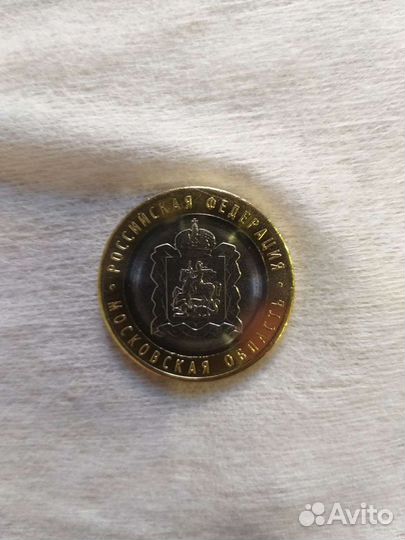 РОССИЙСКАЯ ФЕДЕРАЦИЯ
МОСКОВСКАЯ ОБЛАСТЬ
Avito